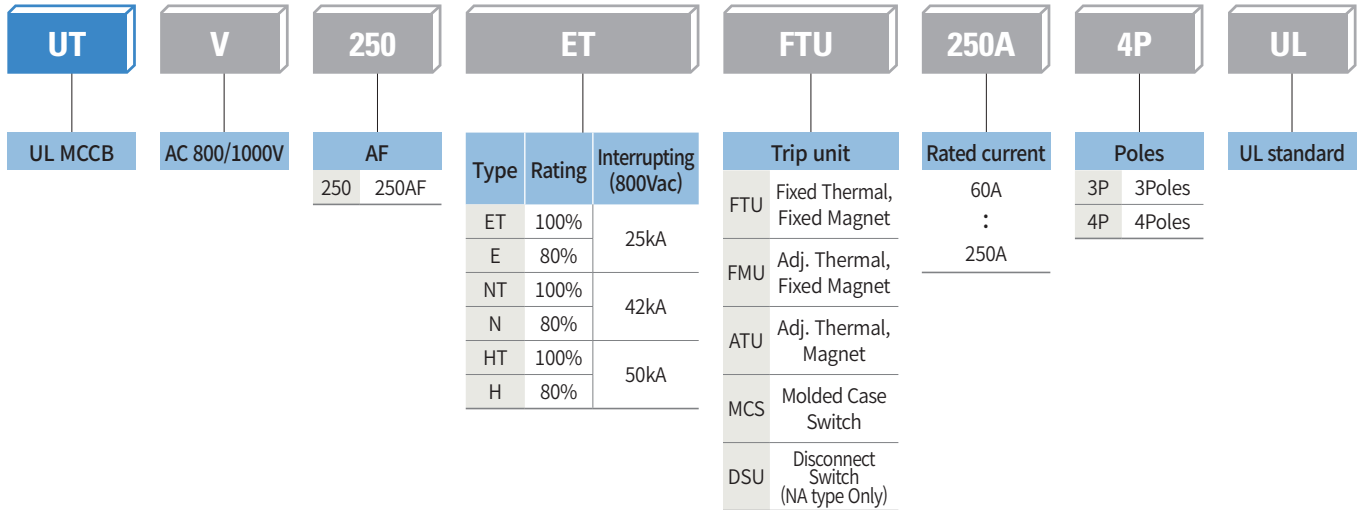 UT V 250 ET FTU 250A 4P UL
UL MCCB
AC 800/1000V
AF
250 250AF
Type Rating Interrupting
(800Vac)
ET 100% 25kA
E 80%
NT 100% 42kA
N 80%
HT 100% 50kA
H 80%
Trip unit
FTU Fixed Thermal,
Fixed Magnet
FMU Adj. Thermal,
Fixed Magnet
ATU Adj. Thermal,
Magnet
MCS Molded Case
Switch
DSU Disconnect
Switch
(NA type Only)
Rated current
60A
:
250A
Poles
3P 3Poles
4P 4Poles
UL standard